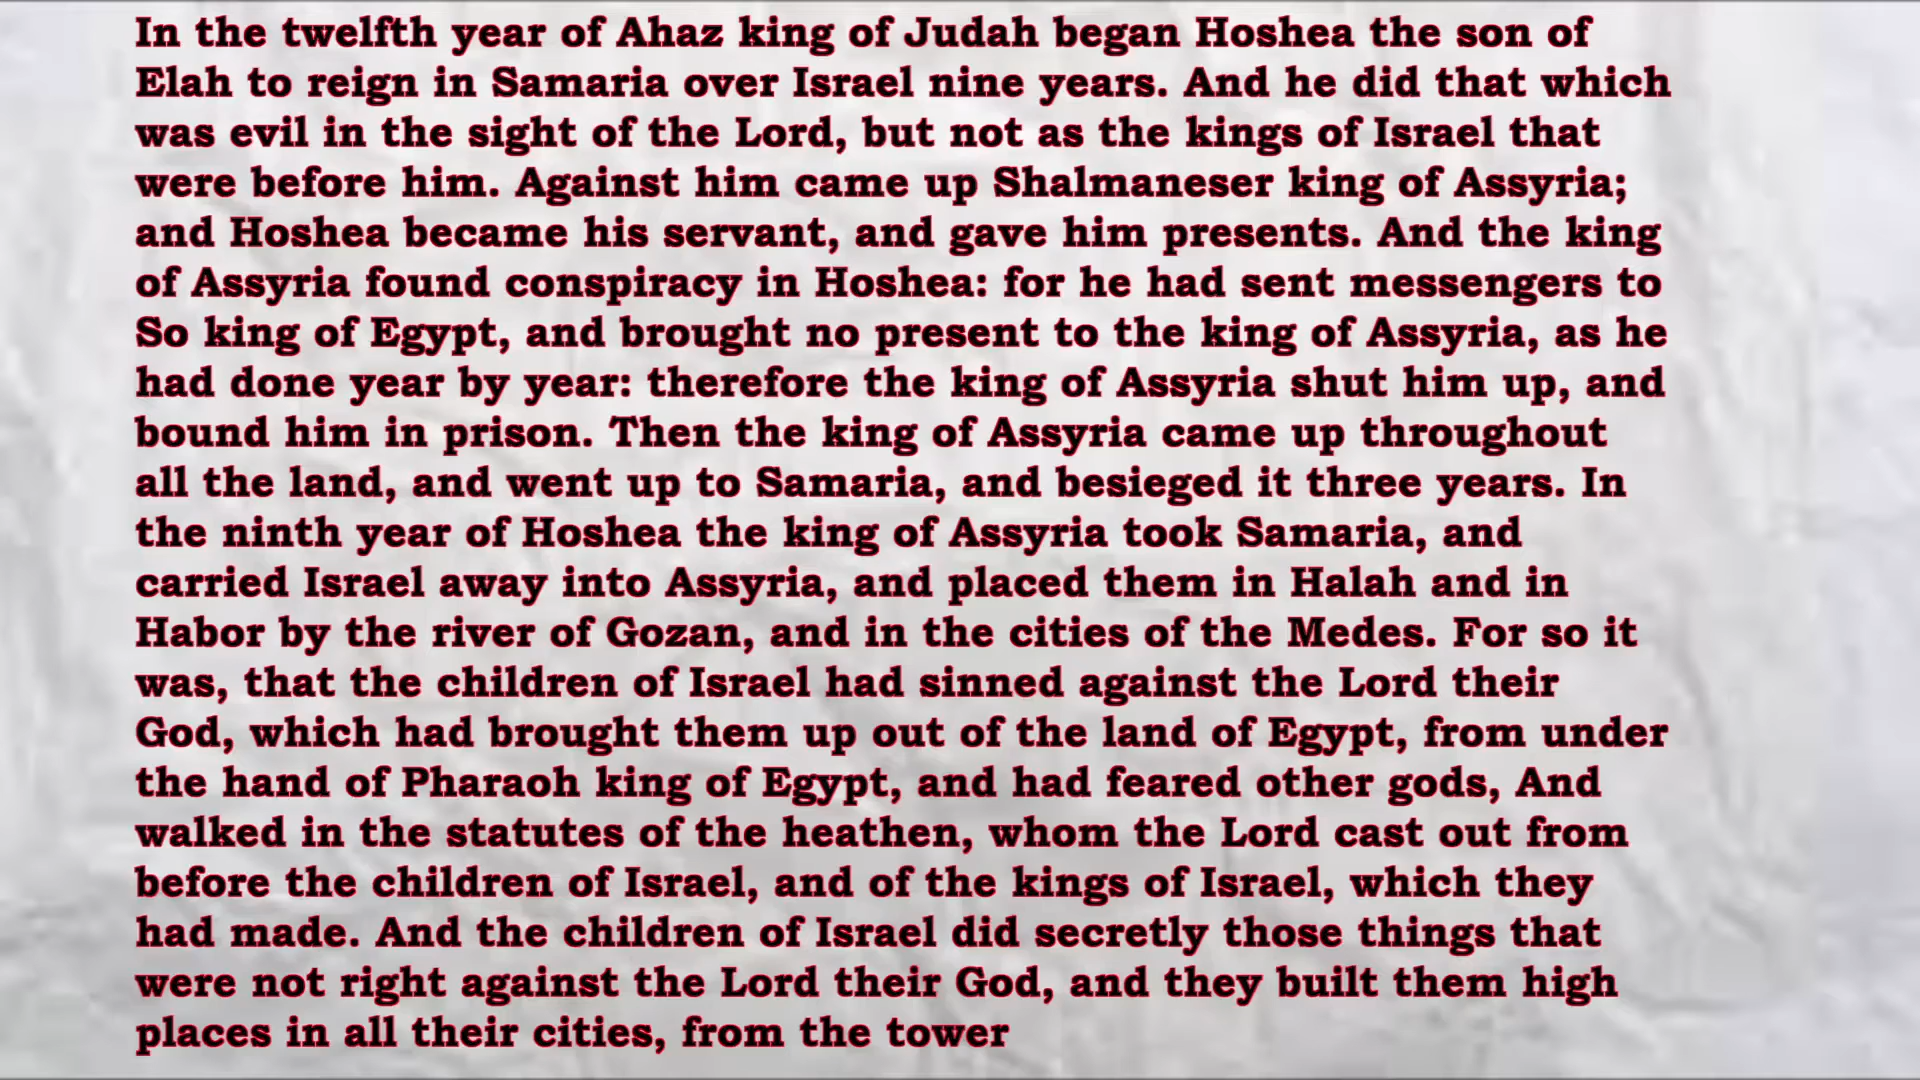 In the twelfth year of Ahaz king of Judah began Hoshea the son of
Elah to reign in Samaria over Israel nine years. And he did that which
was evil in the sight of the Lord, but not as the kings of Israel that
were before him. Against him came up Shalmaneser king of Assyria;
and Hoshea became his servant, and gave him presents. And the king
of Assyria found conspiracy in Hoshea: for he had sent messengers to
So king of Egypt, and brought no present to the king of Assyria, as he
had done year by year: therefore the king of Assyria shut him up, and
bound him in prison. Then the king of Assyria came up throughout
all the land, and went up to Samaria, and besieged it three years. In
the ninth year of Hoshea the king of Assyria took Samaria, and
carried Israel away into Assyria, and placed them in Halah and in
Habor by the river of Gozan, and in the cities of the Medes. For so it
was, that the children of Israel had sinned against the Lord their
God, which had brought them up out of the land of Egypt, from under
the hand of Pharaoh king of Egypt, and had feared other gods, And
walked in the statutes of the heathen, whom the Lord cast out from
before the children of Israel, and of the kings of Israel, which they
had made. And the children of Israel did secretly those things that
were not right against the Lord their God, and they built them high
places in all their cities, from the tower